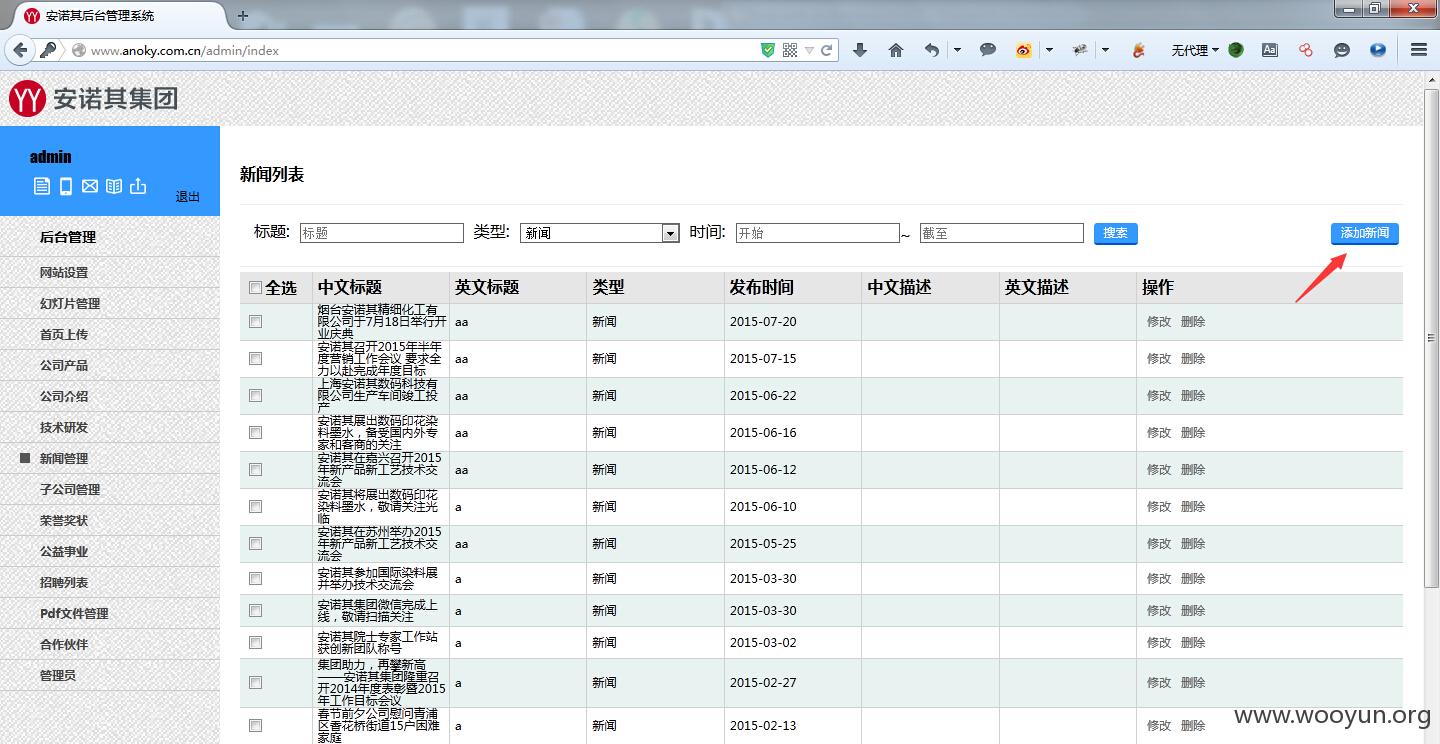 安诺其后台管理系统
www.anoky.com.cn/admin/index
无代理
安诺其集团
admin
退出
后台管理
网站设置
幻灯片管理
首页上传
公司产品
公司介绍
技术研发
新闻管理
子公司管理
荣誉奖状
公益事业
招聘列表
Pdf文件管理
合作伙伴
管理员
新闻列表
标题: 标题 类型: 新闻 时间: 开始 ~ 截至 搜索 添加新闻
全选 中文标题 英文标题 类型 发布时间 中文描述 英文描述 操作
烟台安诺其精细化工有
限公司于7月18日举行开
业庆典
aa 新闻 2015-07-20 修改 删除
安诺其召开2015年半年
度营销工作会议 要求全
力以赴完成年度目标
aa 新闻 2015-07-15 修改 删除
上海安诺其数码科技有
限公司生产车间竣工投
产
aa 新闻 2015-06-22 修改 删除
安诺其展出数码印花染
料墨水，备受国内外专
家和客商的关注
aa 新闻 2015-06-16 修改 删除
安诺其在嘉兴召开2015
年新产品新工艺技术交
流会
aa 新闻 2015-06-12 修改 删除
安诺其将展出数码印花
染料墨水，敬请关注光
临
a 新闻 2015-06-10 修改 删除
安诺其在苏州举办2015
年新产品新工艺技术交
流会
aa 新闻 2015-05-25 修改 删除
安诺其参加国际染料展
并举办技术交流会
a 新闻 2015-03-30 修改 删除
安诺其集团微信完成上
线，敬请扫描关注
a 新闻 2015-03-30 修改 删除
安诺其院士专家工作站
获创新团队称号
a 新闻 2015-03-02 修改 删除
集团助力，再攀新高
——安诺其集团隆重召
开2014年度表彰暨2015
年工作目标会议
a 新闻 2015-02-27 修改 删除
春节前夕公司慰问青浦
区香花桥街道15户困难
家庭
a 新闻 2015-02-13 修改 删除
www.wooyun.org